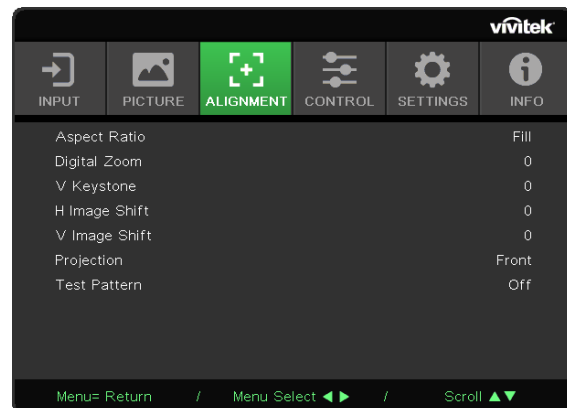 vivitek
INPUT PICTURE ALIGNMENT CONTROL SETTINGS INFO
Aspect Ratio Fill
Digital Zoom 0
V Keystone 0
H Image Shift 0
V Image Shift 0
Projection Front
Test Pattern Off
Menu= Return / Menu Select ◀ ▶ / Scroll ▲▼